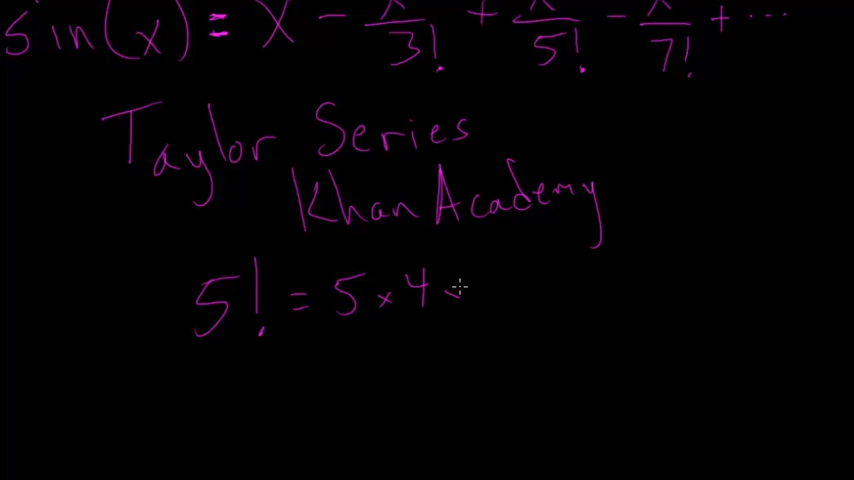 sin(x) = x - x/3! + x/5! - x/7! + ...
Taylor Series
Khan Academy
5! = 5 × 4